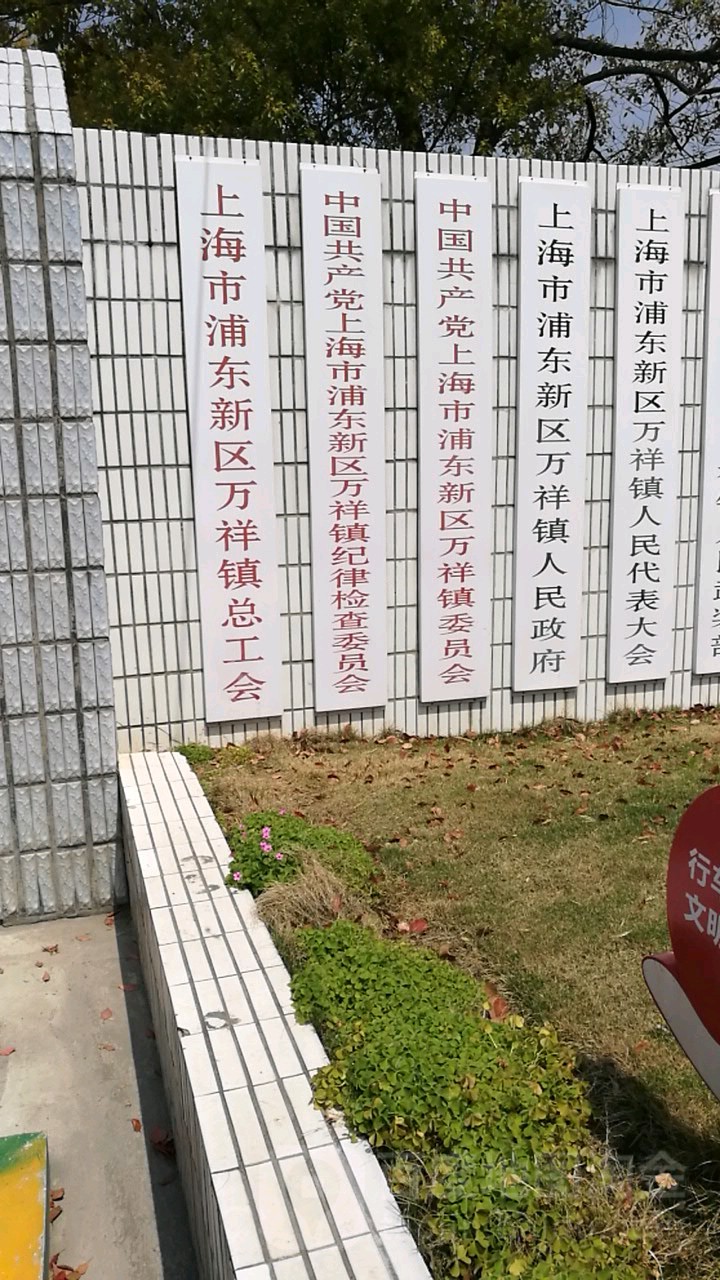 上海市浦东新区万祥镇总工会
中国共产党上海市浦东新区万祥镇纪律检查委员会
中国共产党上海市浦东新区万祥镇委员会
上海市浦东新区万祥镇人民政府
上海市浦东新区万祥镇人民代表大会
行车
文明